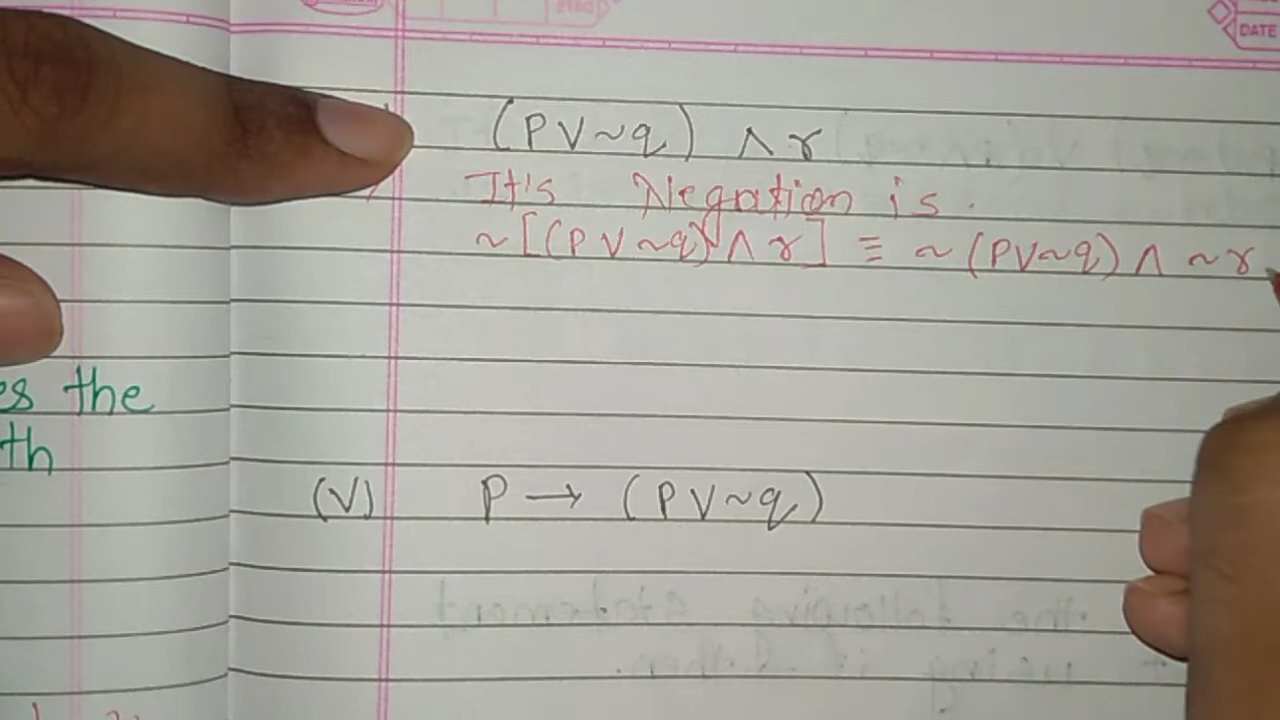 DATE
(P V ~q) ∧ r
It's Negation is.
~[(P V ~q) ∧ r] ≡ ~(P V ~q) ∧ ~r
es the
th
(V) P → (P V ~q)